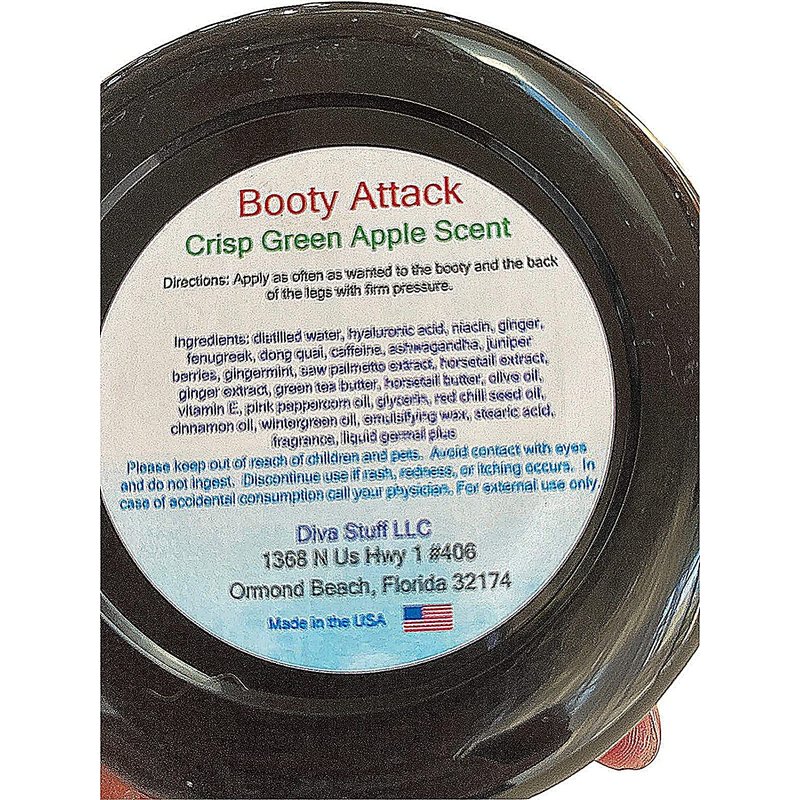 Booty Attack
Crisp Green Apple Scent
Directions: Apply as often as wanted to the booty and the back
of the legs with firm pressure.
Ingredients: distilled water, hyaluronic acid, niacin, ginger,
fenugreek, dong quai, caffeine, ashwagandha, juniper
berries, gingermint, saw palmetto extract, horsetail extract,
ginger extract, green tea butter, horsetail butter, olive oil,
vitamin E, pink peppercorn oil, glycerin, red chili seed oil,
cinnamon oil, wintergreen oil, emulsifying wax, stearic acid,
fragrance, liquid germal plus
Please keep out of reach of children and pets. Avoid contact with eyes
and do not ingest. Discontinue use if rash, redness, or itching occurs. In
case of accidental consumption call your physician. For external use only.
Diva Stuff LLC
1368 N Us Hwy 1 #406
Ormond Beach, Florida 32174
Made in the USA